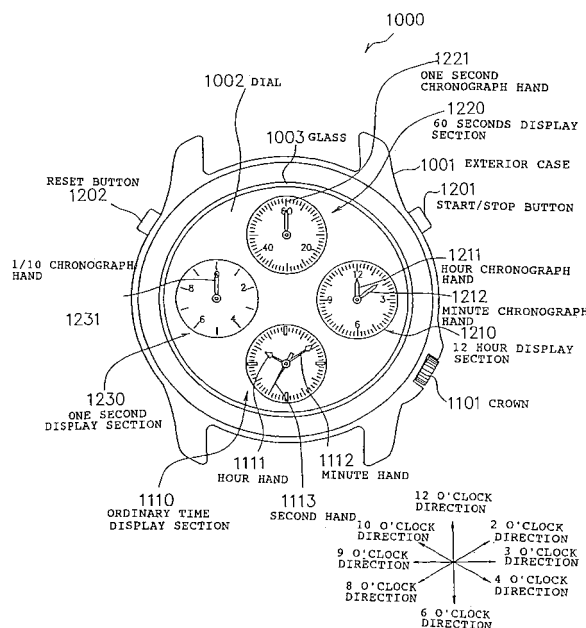 1000
1221
ONE SECOND
CHRONOGRAPH HAND
1002 DIAL
1220
60 SECONDS DISPLAY
SECTION
1003 GLASS
1001 EXTERIOR CASE
RESET BUTTON
1202
1201
START/STOP BUTTON
60
40 20
1/10 CHRONOGRAPH
HAND
1231
8 2
6 4
12
9 3
6
1211
HOUR CHRONOGRAPH
HAND
1212
MINUTE CHRONOGRAPH
HAND
1210
12 HOUR DISPLAY
SECTION
1230
ONE SECOND
DISPLAY SECTION
1101 CROWN
1111
HOUR HAND
1112
MINUTE HAND
1110
ORDINARY TIME
DISPLAY SECTION
1113
SECOND HAND
12 O'CLOCK
DIRECTION
10 O'CLOCK
DIRECTION
2 O'CLOCK
DIRECTION
9 O'CLOCK
DIRECTION
3 O'CLOCK
DIRECTION
8 O'CLOCK
DIRECTION
4 O'CLOCK
DIRECTION
6 O'CLOCK
DIRECTION